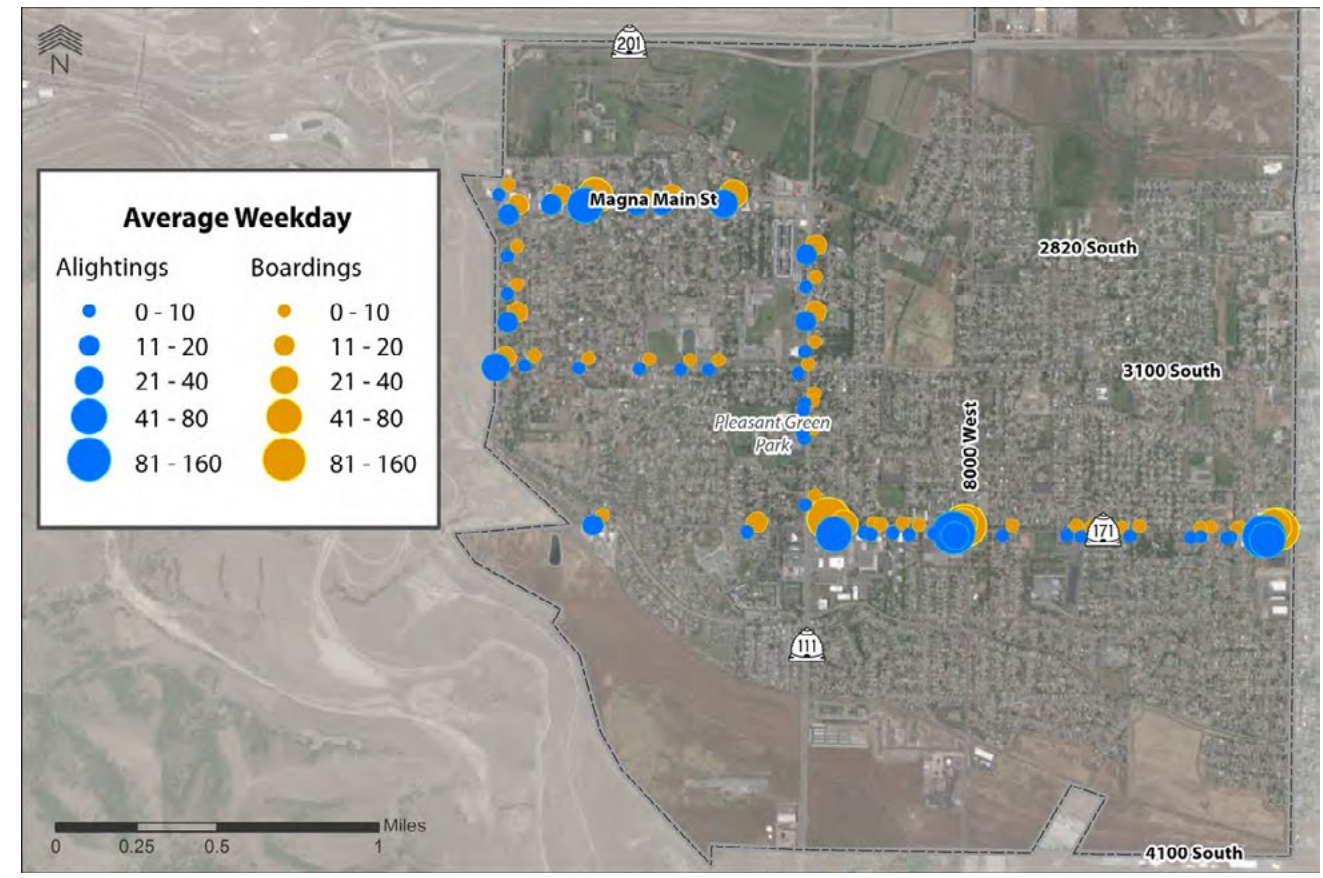 N
201
Magna Main St
2820 South
Average Weekday
Alightings Boardings
0 - 10 0 - 10
11 - 20 11 - 20
21 - 40 21 - 40
41 - 80 41 - 80
81 - 160 81 - 160
3100 South
Pleasant Green
Park
8000 West
171
111
Miles
0 0.25 0.5 1
4100 South